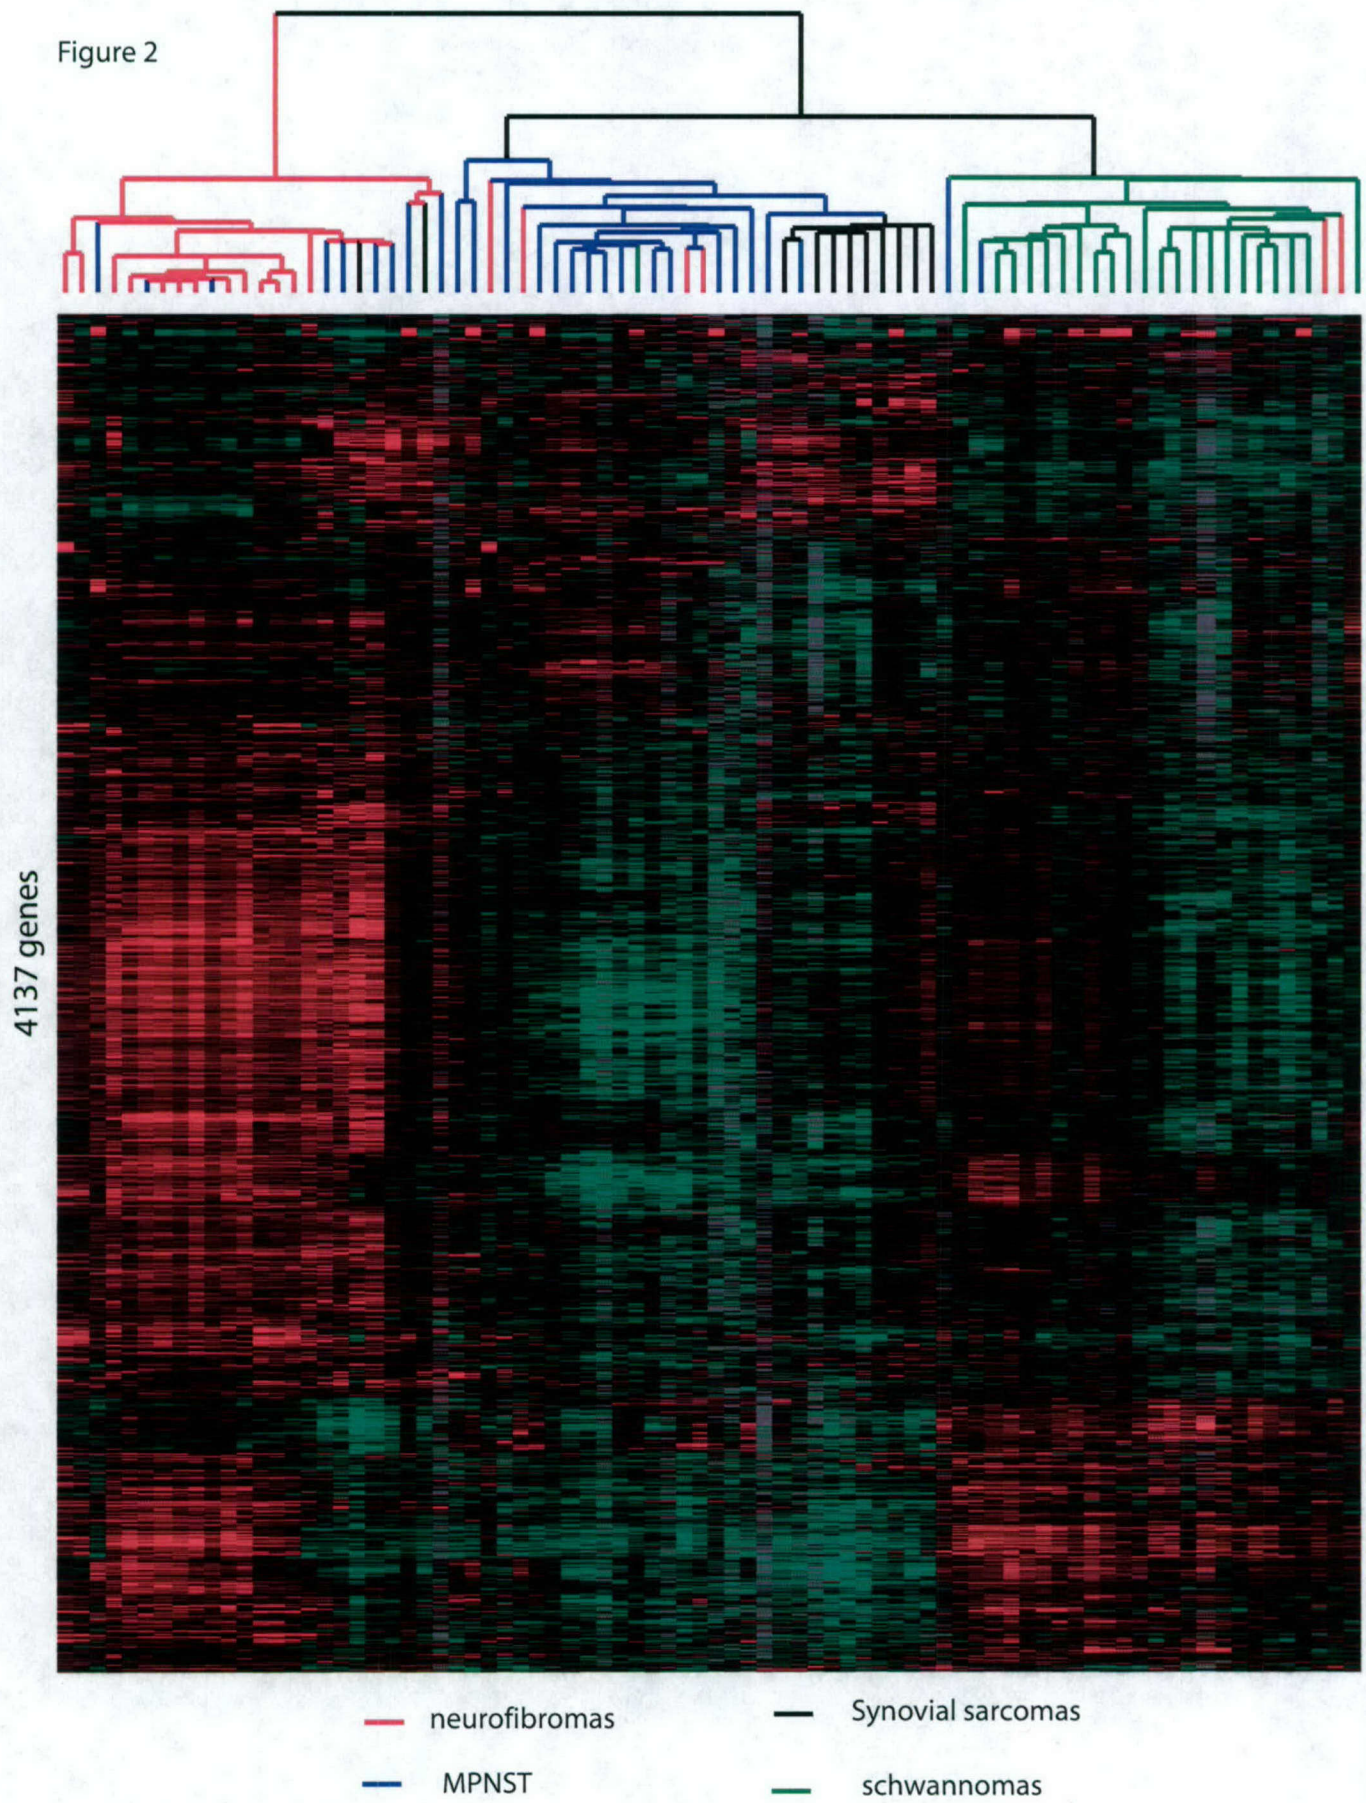 Figure 2
4137 genes
neurofibromas
Synovial sarcomas
MPNST
schwannomas